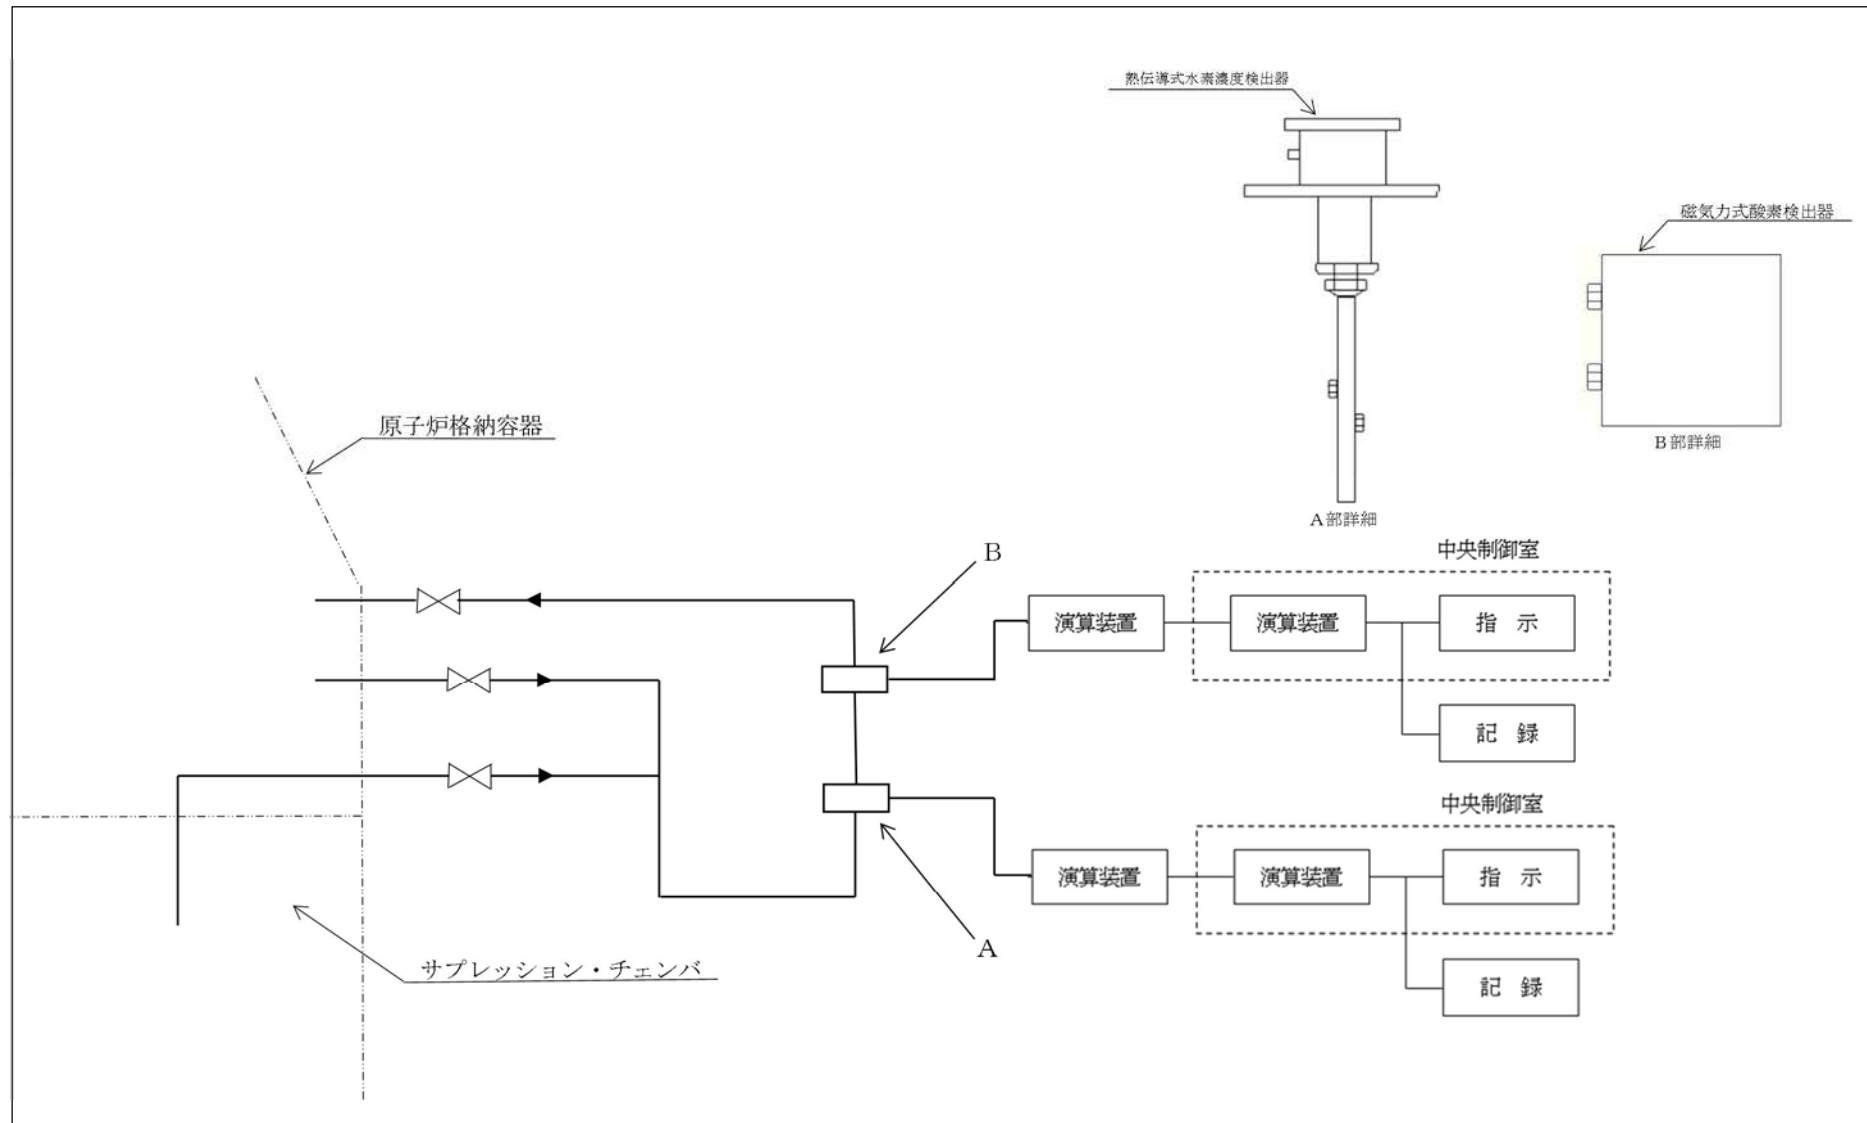 熱伝導式水素濃度検出器
磁気力式酸素検出器
B部詳細
A部詳細
原子炉格納容器
B
中央制御室
演算装置
演算装置
指 示
記 録
中央制御室
演算装置
演算装置
指 示
記 録
A
サプレッション・チェンバ